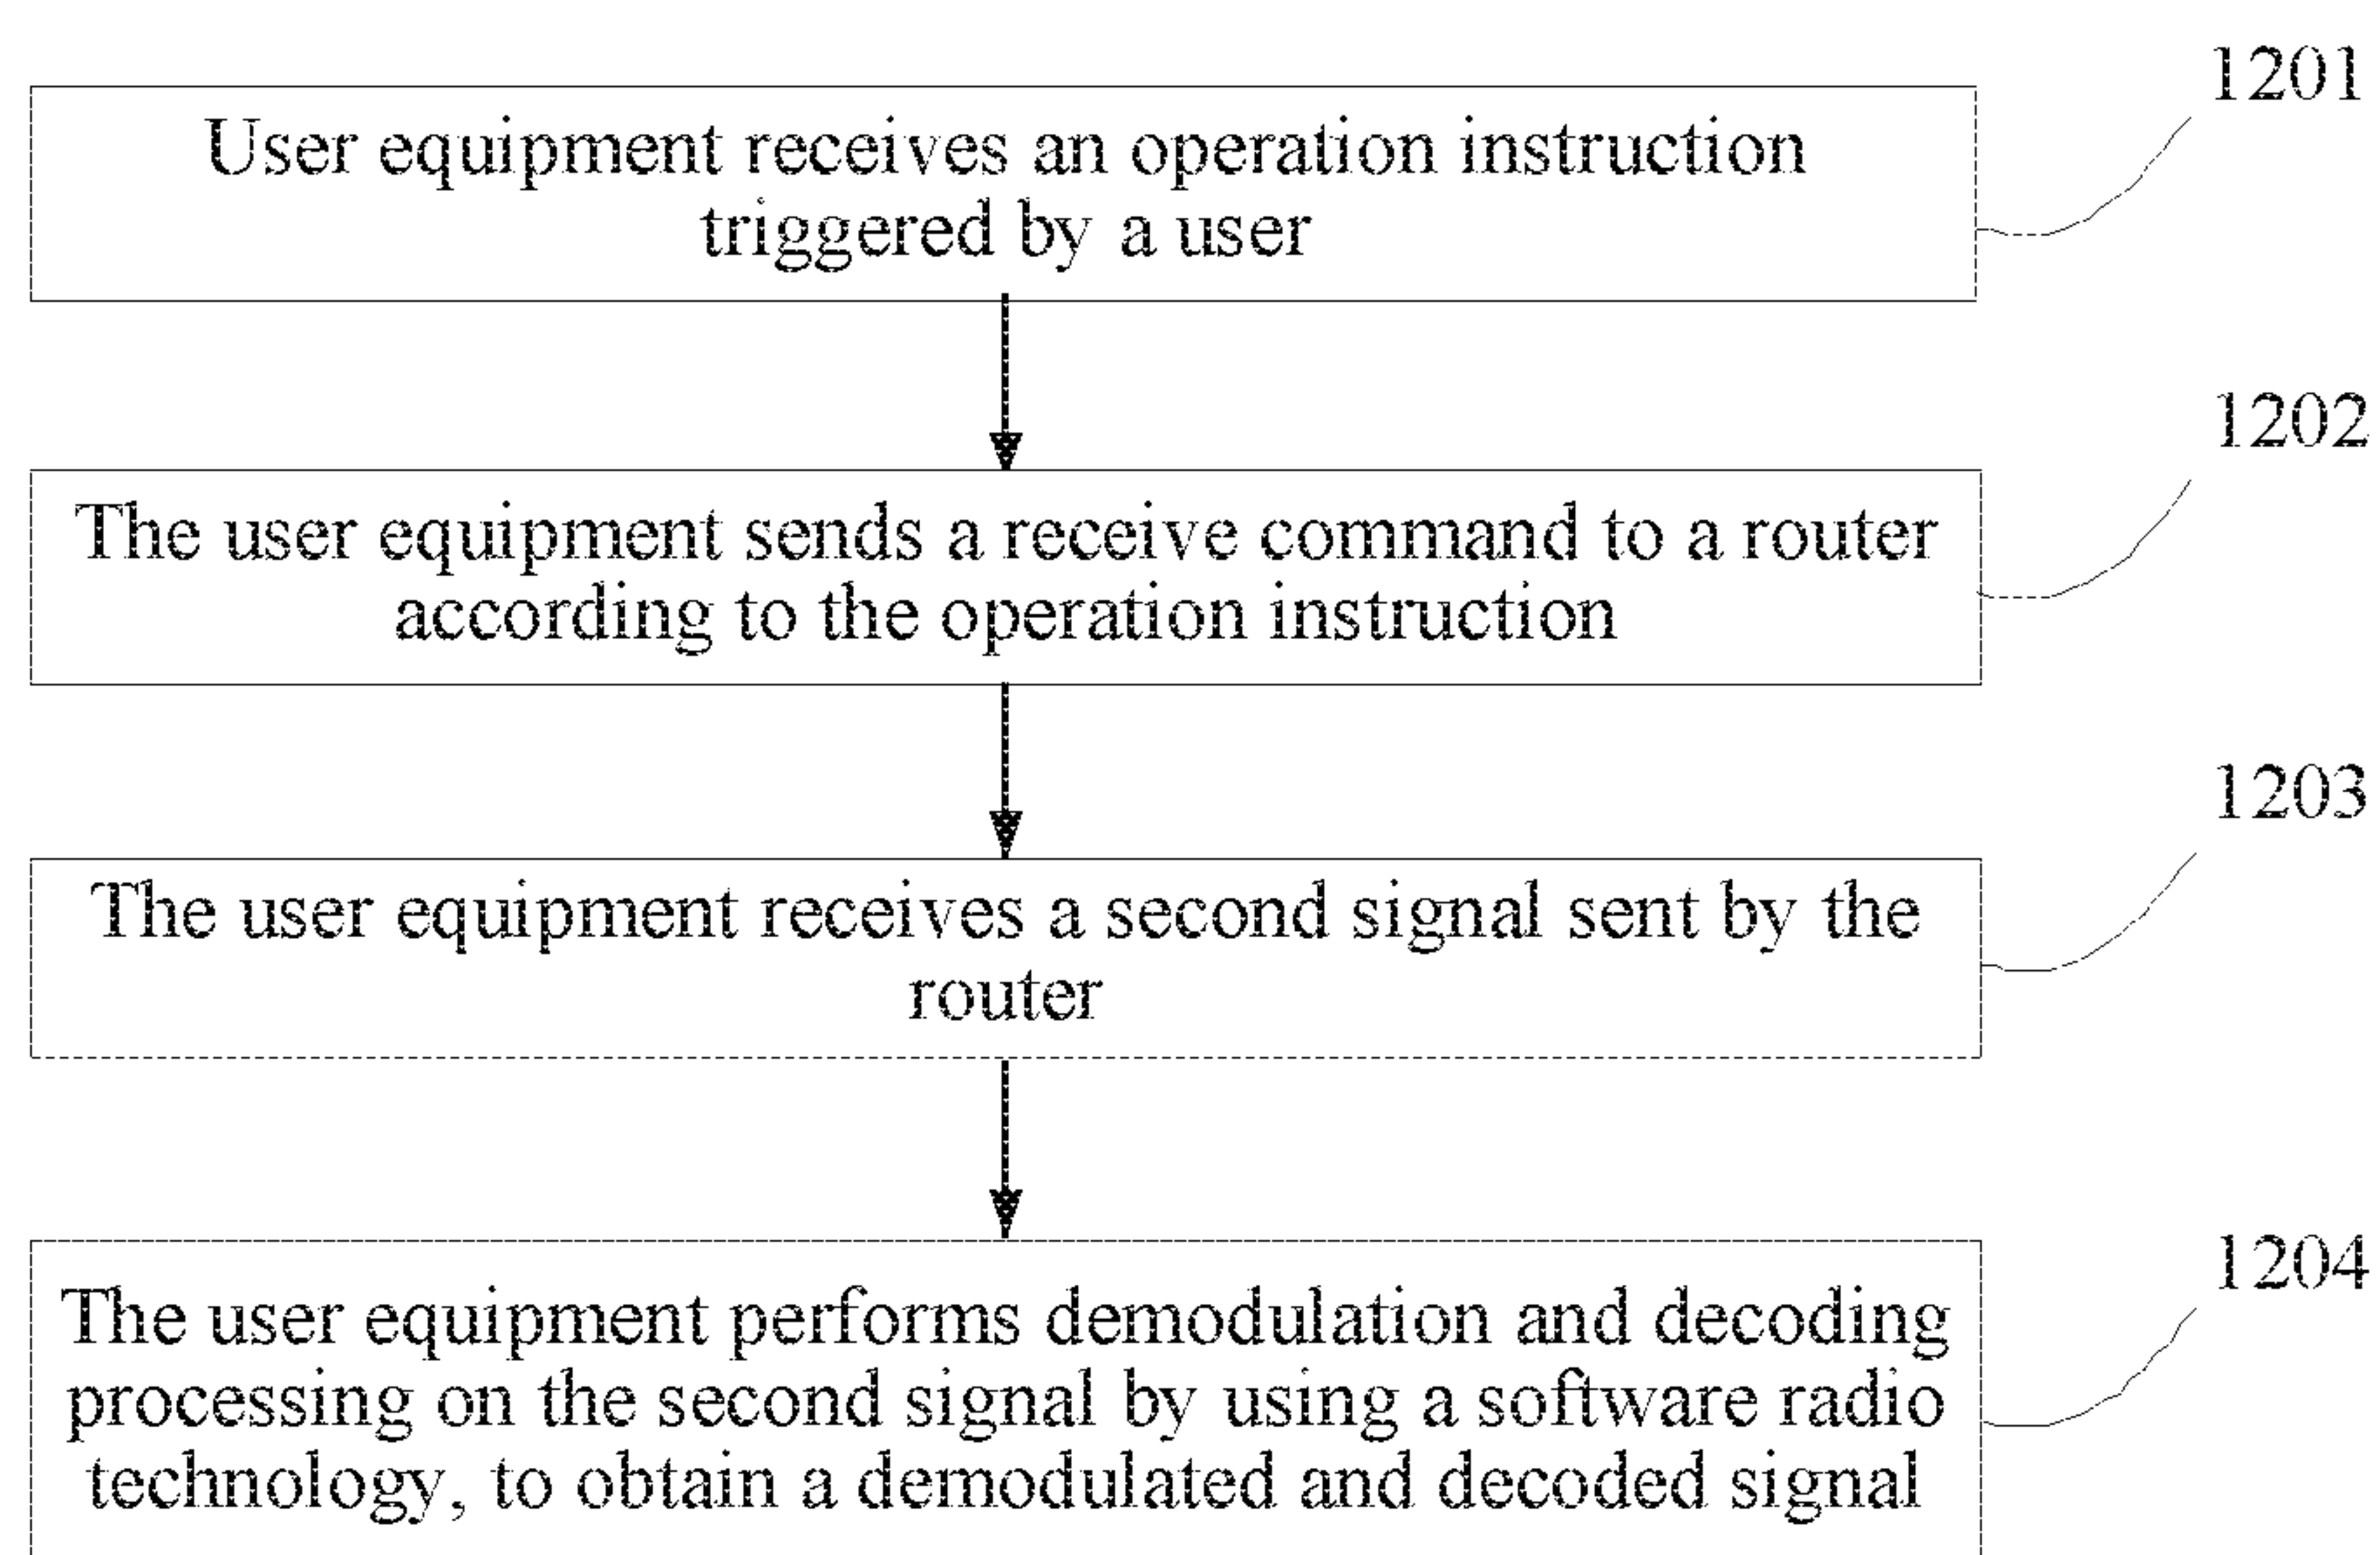 1201
User equipment receives an operation instruction
triggered by a user
1202
The user equipment sends a receive command to a router
according to the operation instruction
1203
The user equipment receives a second signal sent by the
router
1204
The user equipment performs demodulation and decoding
processing on the second signal by using a software radio
technology, to obtain a demodulated and decoded signal